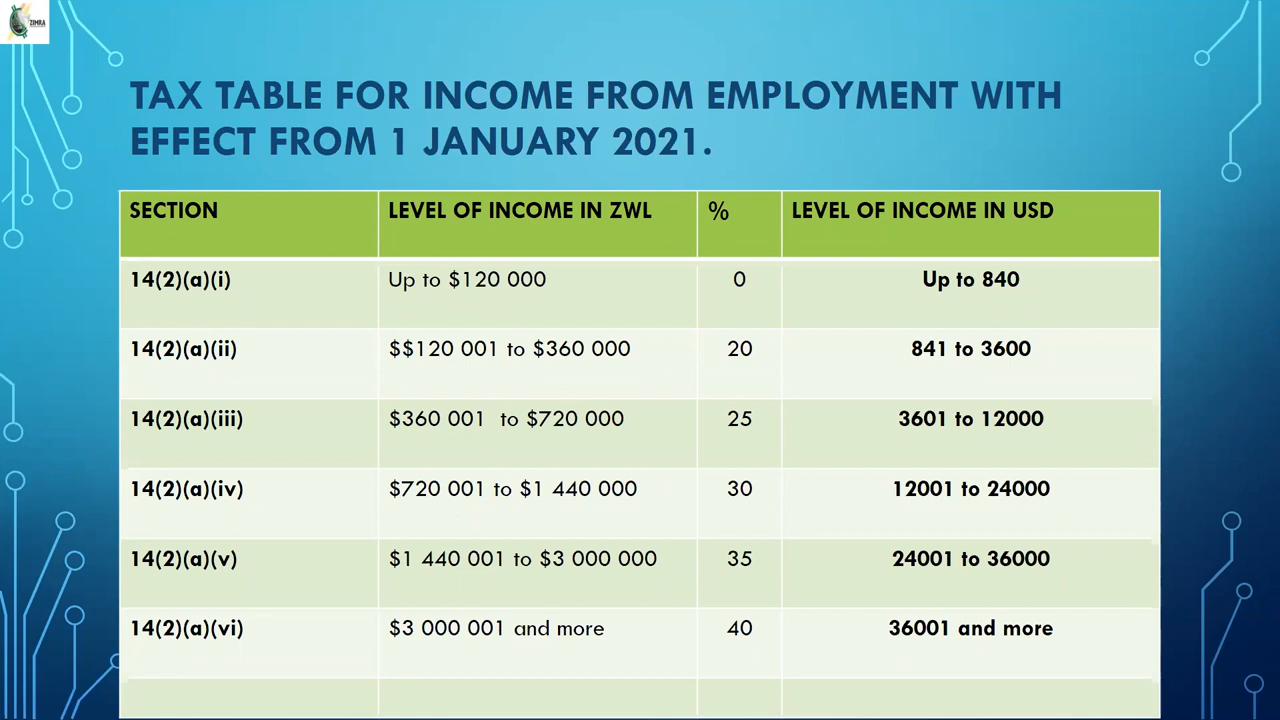 ZIMRA
TAX TABLE FOR INCOME FROM EMPLOYMENT WITH
EFFECT FROM 1 JANUARY 2021.
SECTION LEVEL OF INCOME IN ZWL % LEVEL OF INCOME IN USD
14(2)(a)(i) Up to $120 000 0 Up to 840
14(2)(a)(ii) $$120 001 to $360 000 20 841 to 3600
14(2)(a)(iii) $360 001 to $720 000 25 3601 to 12000
14(2)(a)(iv) $720 001 to $1 440 000 30 12001 to 24000
14(2)(a)(v) $1 440 001 to $3 000 000 35 24001 to 36000
14(2)(a)(vi) $3 000 001 and more 40 36001 and more